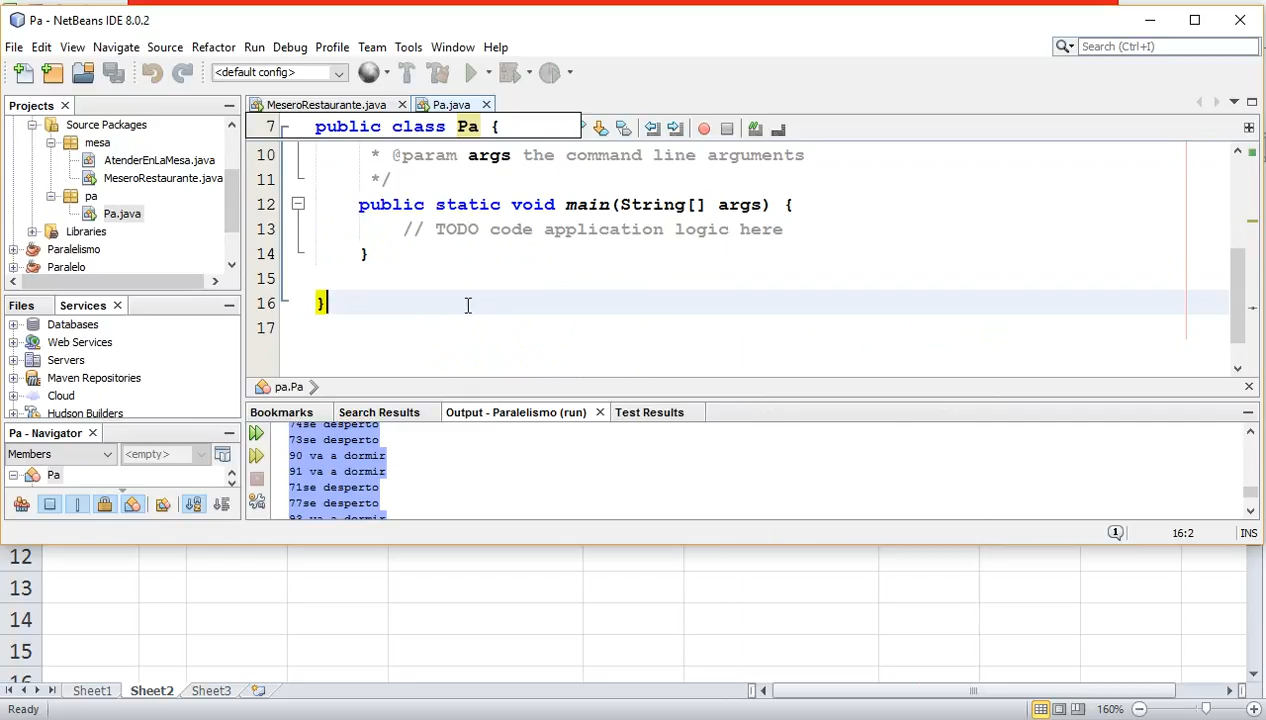 Pa - NetBeans IDE 8.0.2
File Edit View Navigate Source Refactor Run Debug Profile Team Tools Window Help
Search (Ctrl+I)
<default config>
Projects
Source Packages
mesa
AtenderEnLaMesa.java
MeseroRestaurante.java
pa
Pa.java
Libraries
Paralelismo
Paralelo
Files Services
Databases
Web Services
Servers
Maven Repositories
Cloud
Hudson Builders
Pa - Navigator
Members <empty>
Pa
MeseroRestaurante.java Pa.java
7 public class Pa {
10 * @param args the command line arguments
11 */
12 public static void main(String[] args) {
13 // TODO code application logic here
14 }
15
16 }
17
pa.Pa
Bookmarks Search Results Output - Paralelismo (run) Test Results
74se desperto
73se desperto
90 va a dormir
91 va a dormir
71se desperto
77se desperto
93 va a dormir
16:2 INS
12
13
14
15
16
Sheet1 Sheet2 Sheet3
Ready 160%